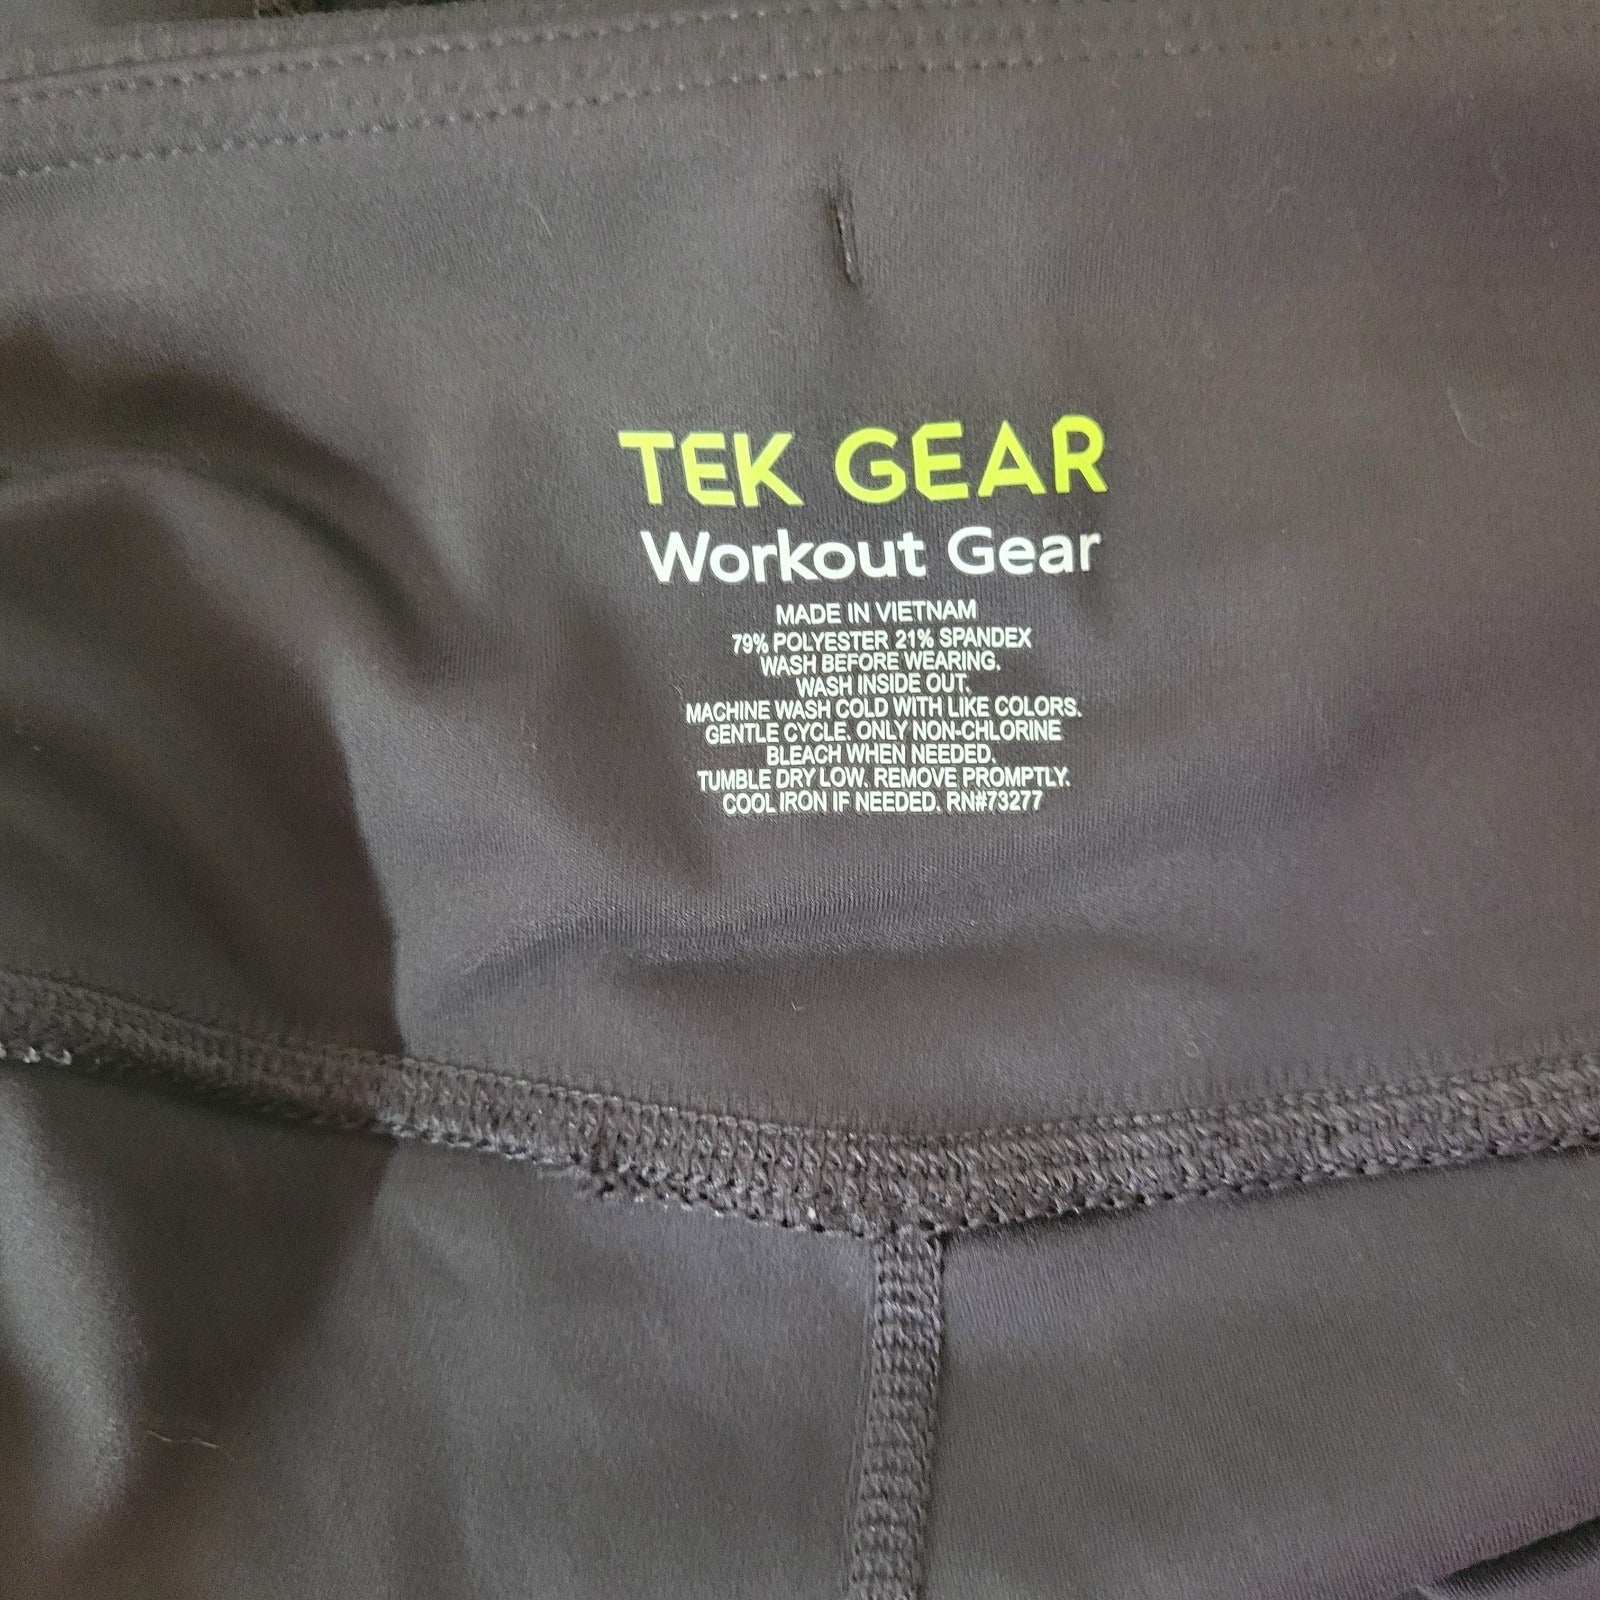 TEK GEAR
Workout Gear
MADE IN VIETNAM
79% POLYESTER 21% SPANDEX
WASH BEFORE WEARING.
WASH INSIDE OUT.
MACHINE WASH COLD WITH LIKE COLORS.
GENTLE CYCLE. ONLY NON-CHLORINE
BLEACH WHEN NEEDED.
TUMBLE DRY LOW. REMOVE PROMPTLY.
COOL IRON IF NEEDED. RN#73277